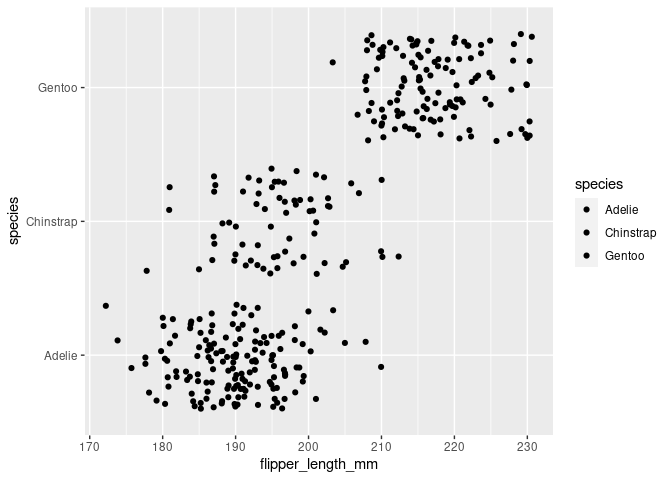 species
Gentoo
Chinstrap
Adelie
170 180 190 200 210 220 230
flipper_length_mm
species
Adelie
Chinstrap
Gentoo